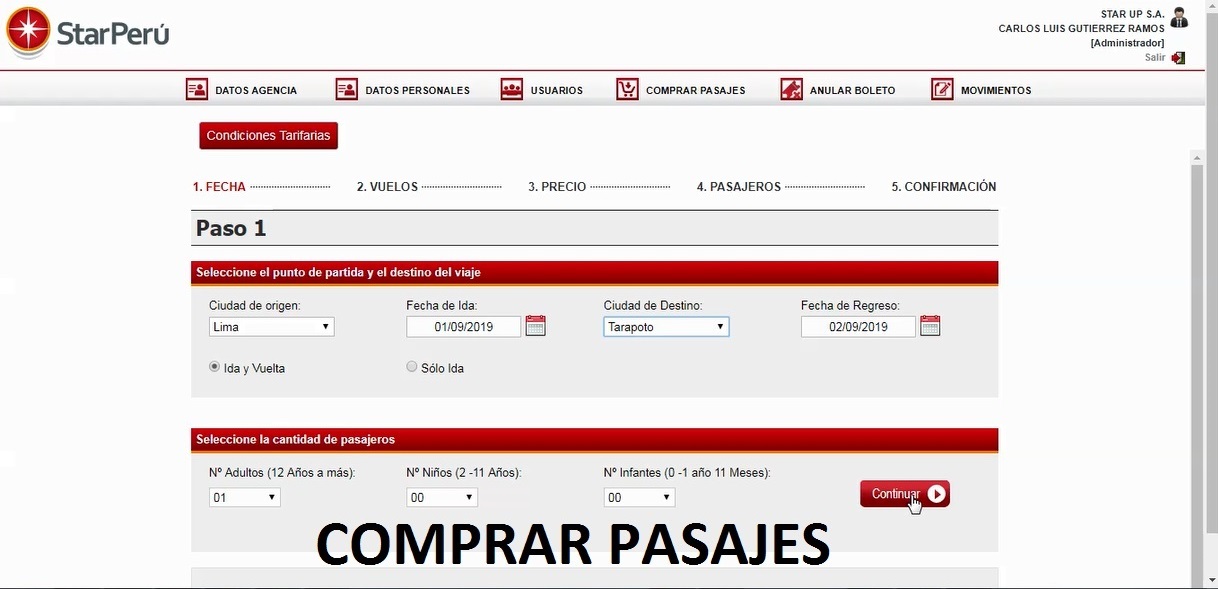 StarPerú
STAR UP S.A.
CARLOS LUIS GUTIERREZ RAMOS
[Administrador]
Salir
DATOS AGENCIA DATOS PERSONALES USUARIOS COMPRAR PASAJES ANULAR BOLETO MOVIMIENTOS
Condiciones Tarifarias
1. FECHA 2. VUELOS 3. PRECIO 4. PASAJEROS 5. CONFIRMACIÓN
Paso 1
Seleccione el punto de partida y el destino del viaje
Ciudad de origen: Fecha de Ida: Ciudad de Destino: Fecha de Regreso:
Lima 01/09/2019 Tarapoto 02/09/2019
Ida y Vuelta Sólo Ida
Seleccione la cantidad de pasajeros
Nº Adultos (12 Años a más): Nº Niños (2 -11 Años): Nº Infantes (0 -1 año 11 Meses):
01 00 00 Continuar
COMPRAR PASAJES